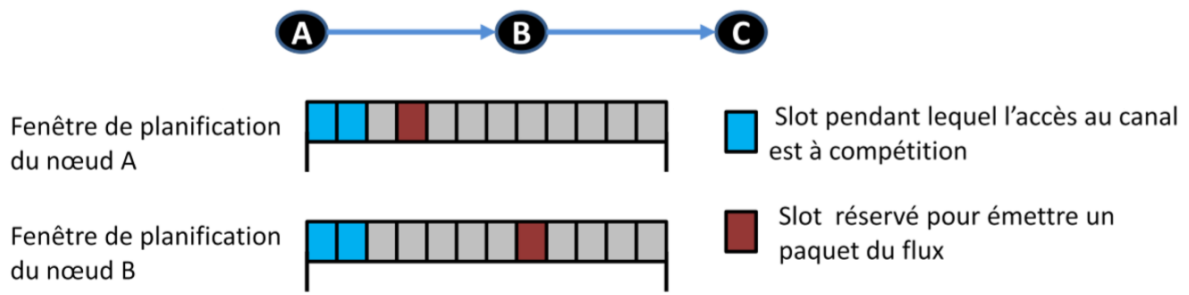 A B C
Fenêtre de planification
du nœud A
Slot pendant lequel l'accès au canal
est à compétition
Fenêtre de planification
du nœud B
Slot réservé pour émettre un
paquet du flux